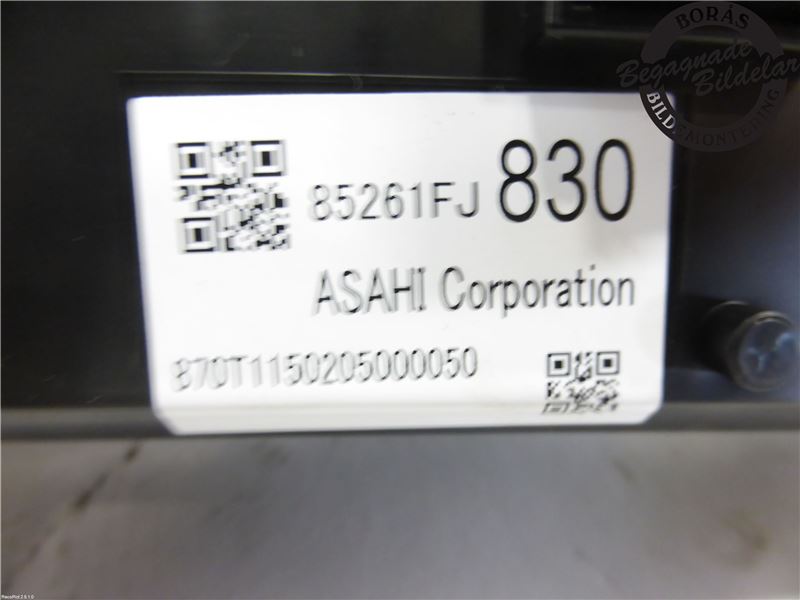 BORÅS
Begagnade
Bildelar
BILDEMONTERING
85261FJ 830
ASAHI Corporation
870T1150205000050